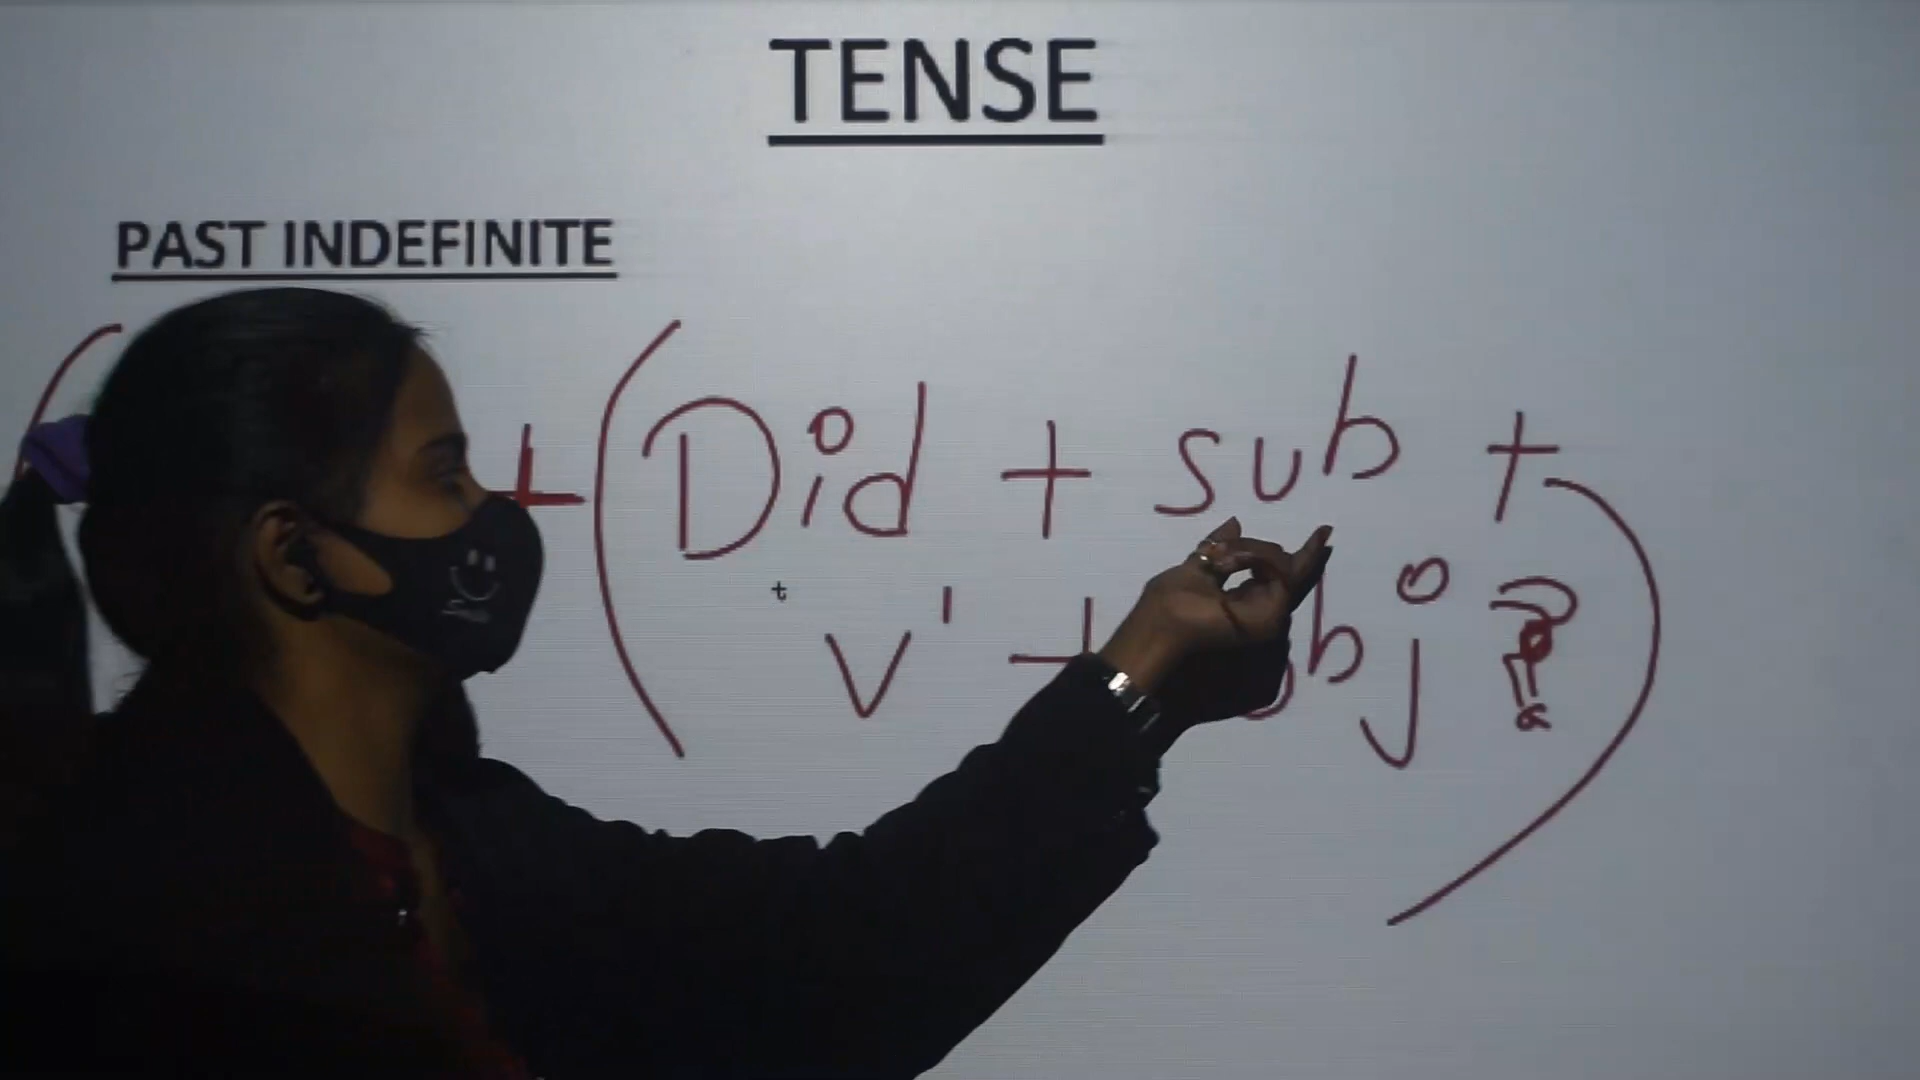 TENSE
PAST INDEFINITE
( + ( Did + sub +
V' + obj ? )